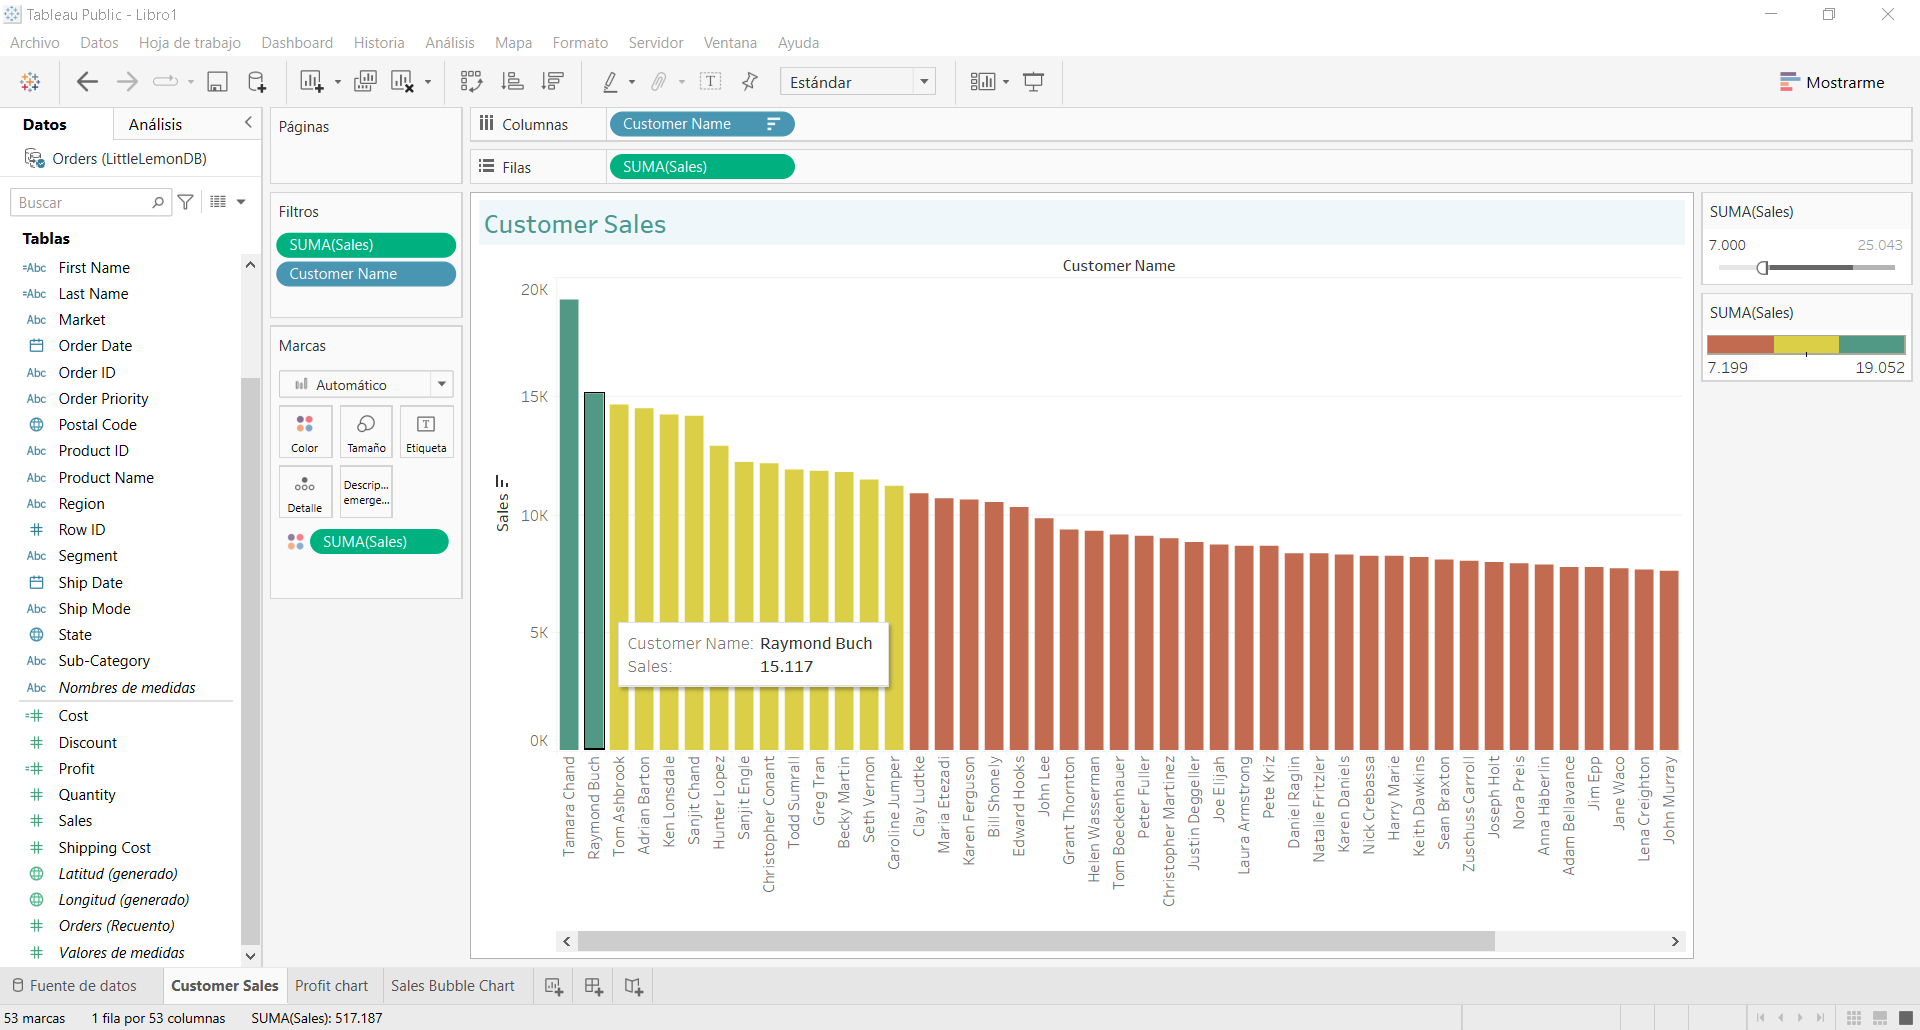 Tableau Public - Libro1
Archivo Datos Hoja de trabajo Dashboard Historia Análisis Mapa Formato Servidor Ventana Ayuda
Estándar
Mostrarme
Datos
Análisis
Orders (LittleLemonDB)
Buscar
Tablas
=Abc First Name
=Abc Last Name
Abc Market
Order Date
Abc Order ID
Abc Order Priority
Postal Code
Abc Product ID
Abc Product Name
Abc Region
# Row ID
Abc Segment
Ship Date
Abc Ship Mode
State
Abc Sub-Category
Abc Nombres de medidas
=# Cost
# Discount
=# Profit
# Quantity
# Sales
# Shipping Cost
Latitud (generado)
Longitud (generado)
# Orders (Recuento)
# Valores de medidas
Páginas
Filtros
SUMA(Sales)
Customer Name
Marcas
Automático
Color
Tamaño
T
Etiqueta
Detalle
Descrip...
emerge...
SUMA(Sales)
Columnas
Customer Name
Filas
SUMA(Sales)
Customer Sales
Customer Name
20K
15K
10K
5K
0K
Sales
Customer Name: Raymond Buch
Sales: 15.117
Tamara Chand
Raymond Buch
Tom Ashbrook
Adrian Barton
Ken Lonsdale
Sanjit Chand
Hunter Lopez
Sanjit Engle
Christopher Conant
Todd Sumrall
Greg Tran
Becky Martin
Seth Vernon
Caroline Jumper
Clay Ludtke
Maria Etezadi
Karen Ferguson
Bill Shonely
Edward Hooks
John Lee
Grant Thornton
Helen Wasserman
Tom Boeckenhauer
Peter Fuller
Christopher Martinez
Justin Deggeller
Joe Elijah
Laura Armstrong
Pete Kriz
Daniel Raglin
Natalie Fritzler
Karen Daniels
Nick Crebassa
Harry Marie
Keith Dawkins
Sean Braxton
Zuschuss Carroll
Joseph Holt
Nora Preis
Anna Häberlin
Adam Bellavance
Jim Epp
Jane Waco
Lena Creighton
John Murray
SUMA(Sales)
7.000 25.043
SUMA(Sales)
7.199 19.052
Fuente de datos
Customer Sales
Profit chart
Sales Bubble Chart
53 marcas 1 fila por 53 columnas SUMA(Sales): 517.187